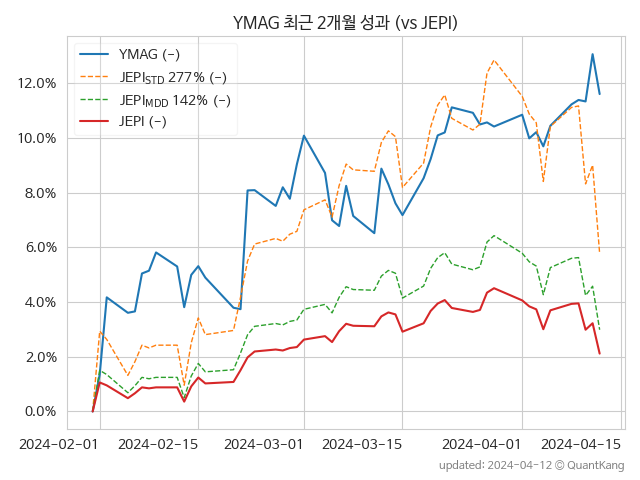 YMAG 최근 2개월 성과 (vs JEPI)
YMAG (-)
JEPI_STD 277% (-)
JEPI_MDD 142% (-)
JEPI (-)
12.0%
10.0%
8.0%
6.0%
4.0%
2.0%
0.0%
2024-02-01 2024-02-15 2024-03-01 2024-03-15 2024-04-01 2024-04-15
updated: 2024-04-12 © QuantKang